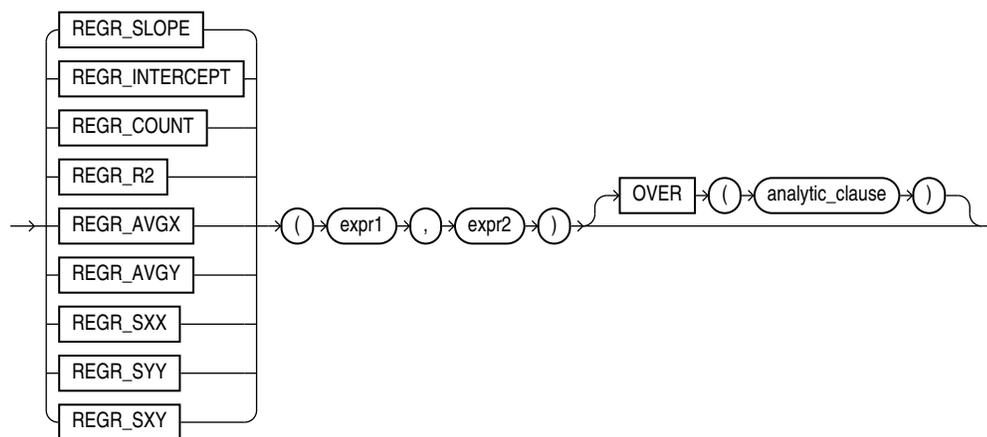 REGR_SLOPE
REGR_INTERCEPT
REGR_COUNT
REGR_R2
REGR_AVGX
REGR_AVGY
REGR_SXX
REGR_SYY
REGR_SXY
( expr1 , expr2 )
OVER ( analytic_clause )